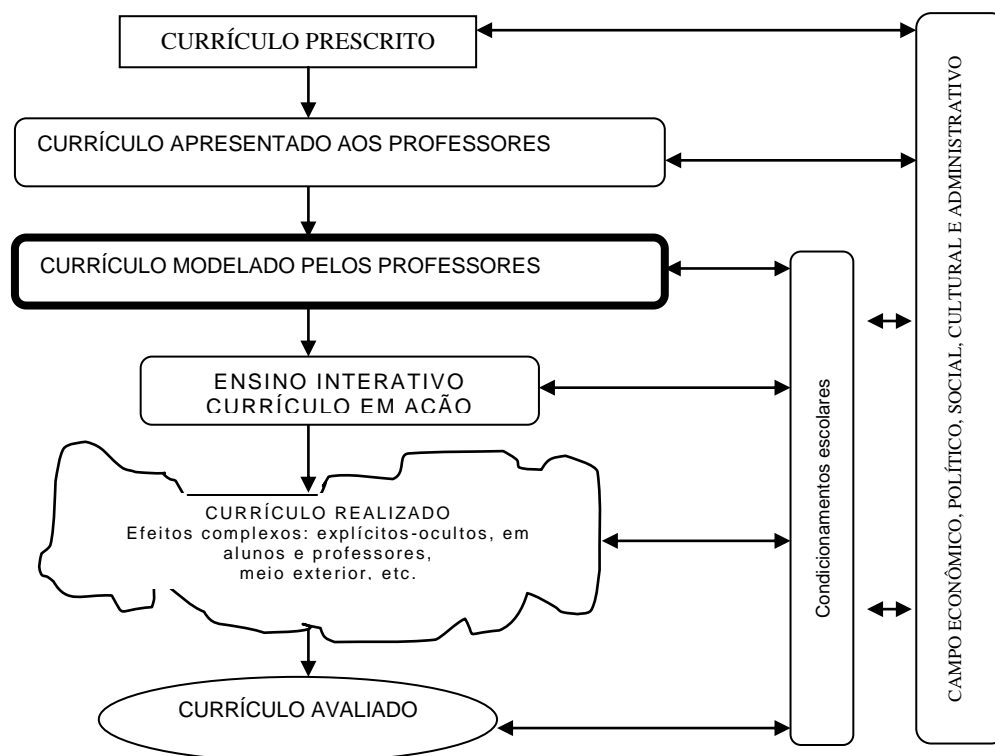 CURRÍCULO PRESCRITO
CURRÍCULO APRESENTADO AOS PROFESSORES
CURRÍCULO MODELADO PELOS PROFESSORES
ENSINO INTERATIVO
CURRÍCULO EM AÇÃO
CURRÍCULO REALIZADO
Efeitos complexos: explícitos-ocultos, em
alunos e professores,
meio exterior, etc.
CURRÍCULO AVALIADO
Condicionamentos escolares
CAMPO ECONÔMICO, POLÍTICO, SOCIAL, CULTURAL E ADMINISTRATIVO